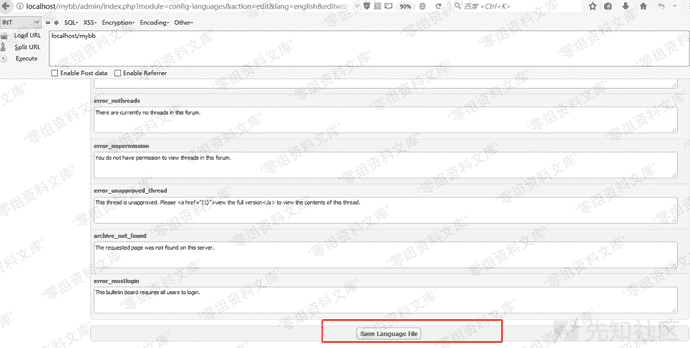 localhost/mybb/admin/index.php?module=config-languages&action=edit&lang=english&editwi
90%
百度 <Ctrl+K>
INT
SQL- XSS- Encryption- Encoding- Other-
Load URL
localhost/mybb
Split URL
Execute
Enable Post data
Enable Referrer
error_nothreads
There are currently no threads in this forum.
error_nopermission
You do not have permission to view threads in this forum.
error_unapproved_thread
This thread is unapproved. Please <a href="{1}">view the full version</a> to view the contents of this thread.
archive_not_found
The requested page was not found on this server.
error_mustlogin
This bulletin board requires all users to login.
Save Language File
零组资料文库
先知社区